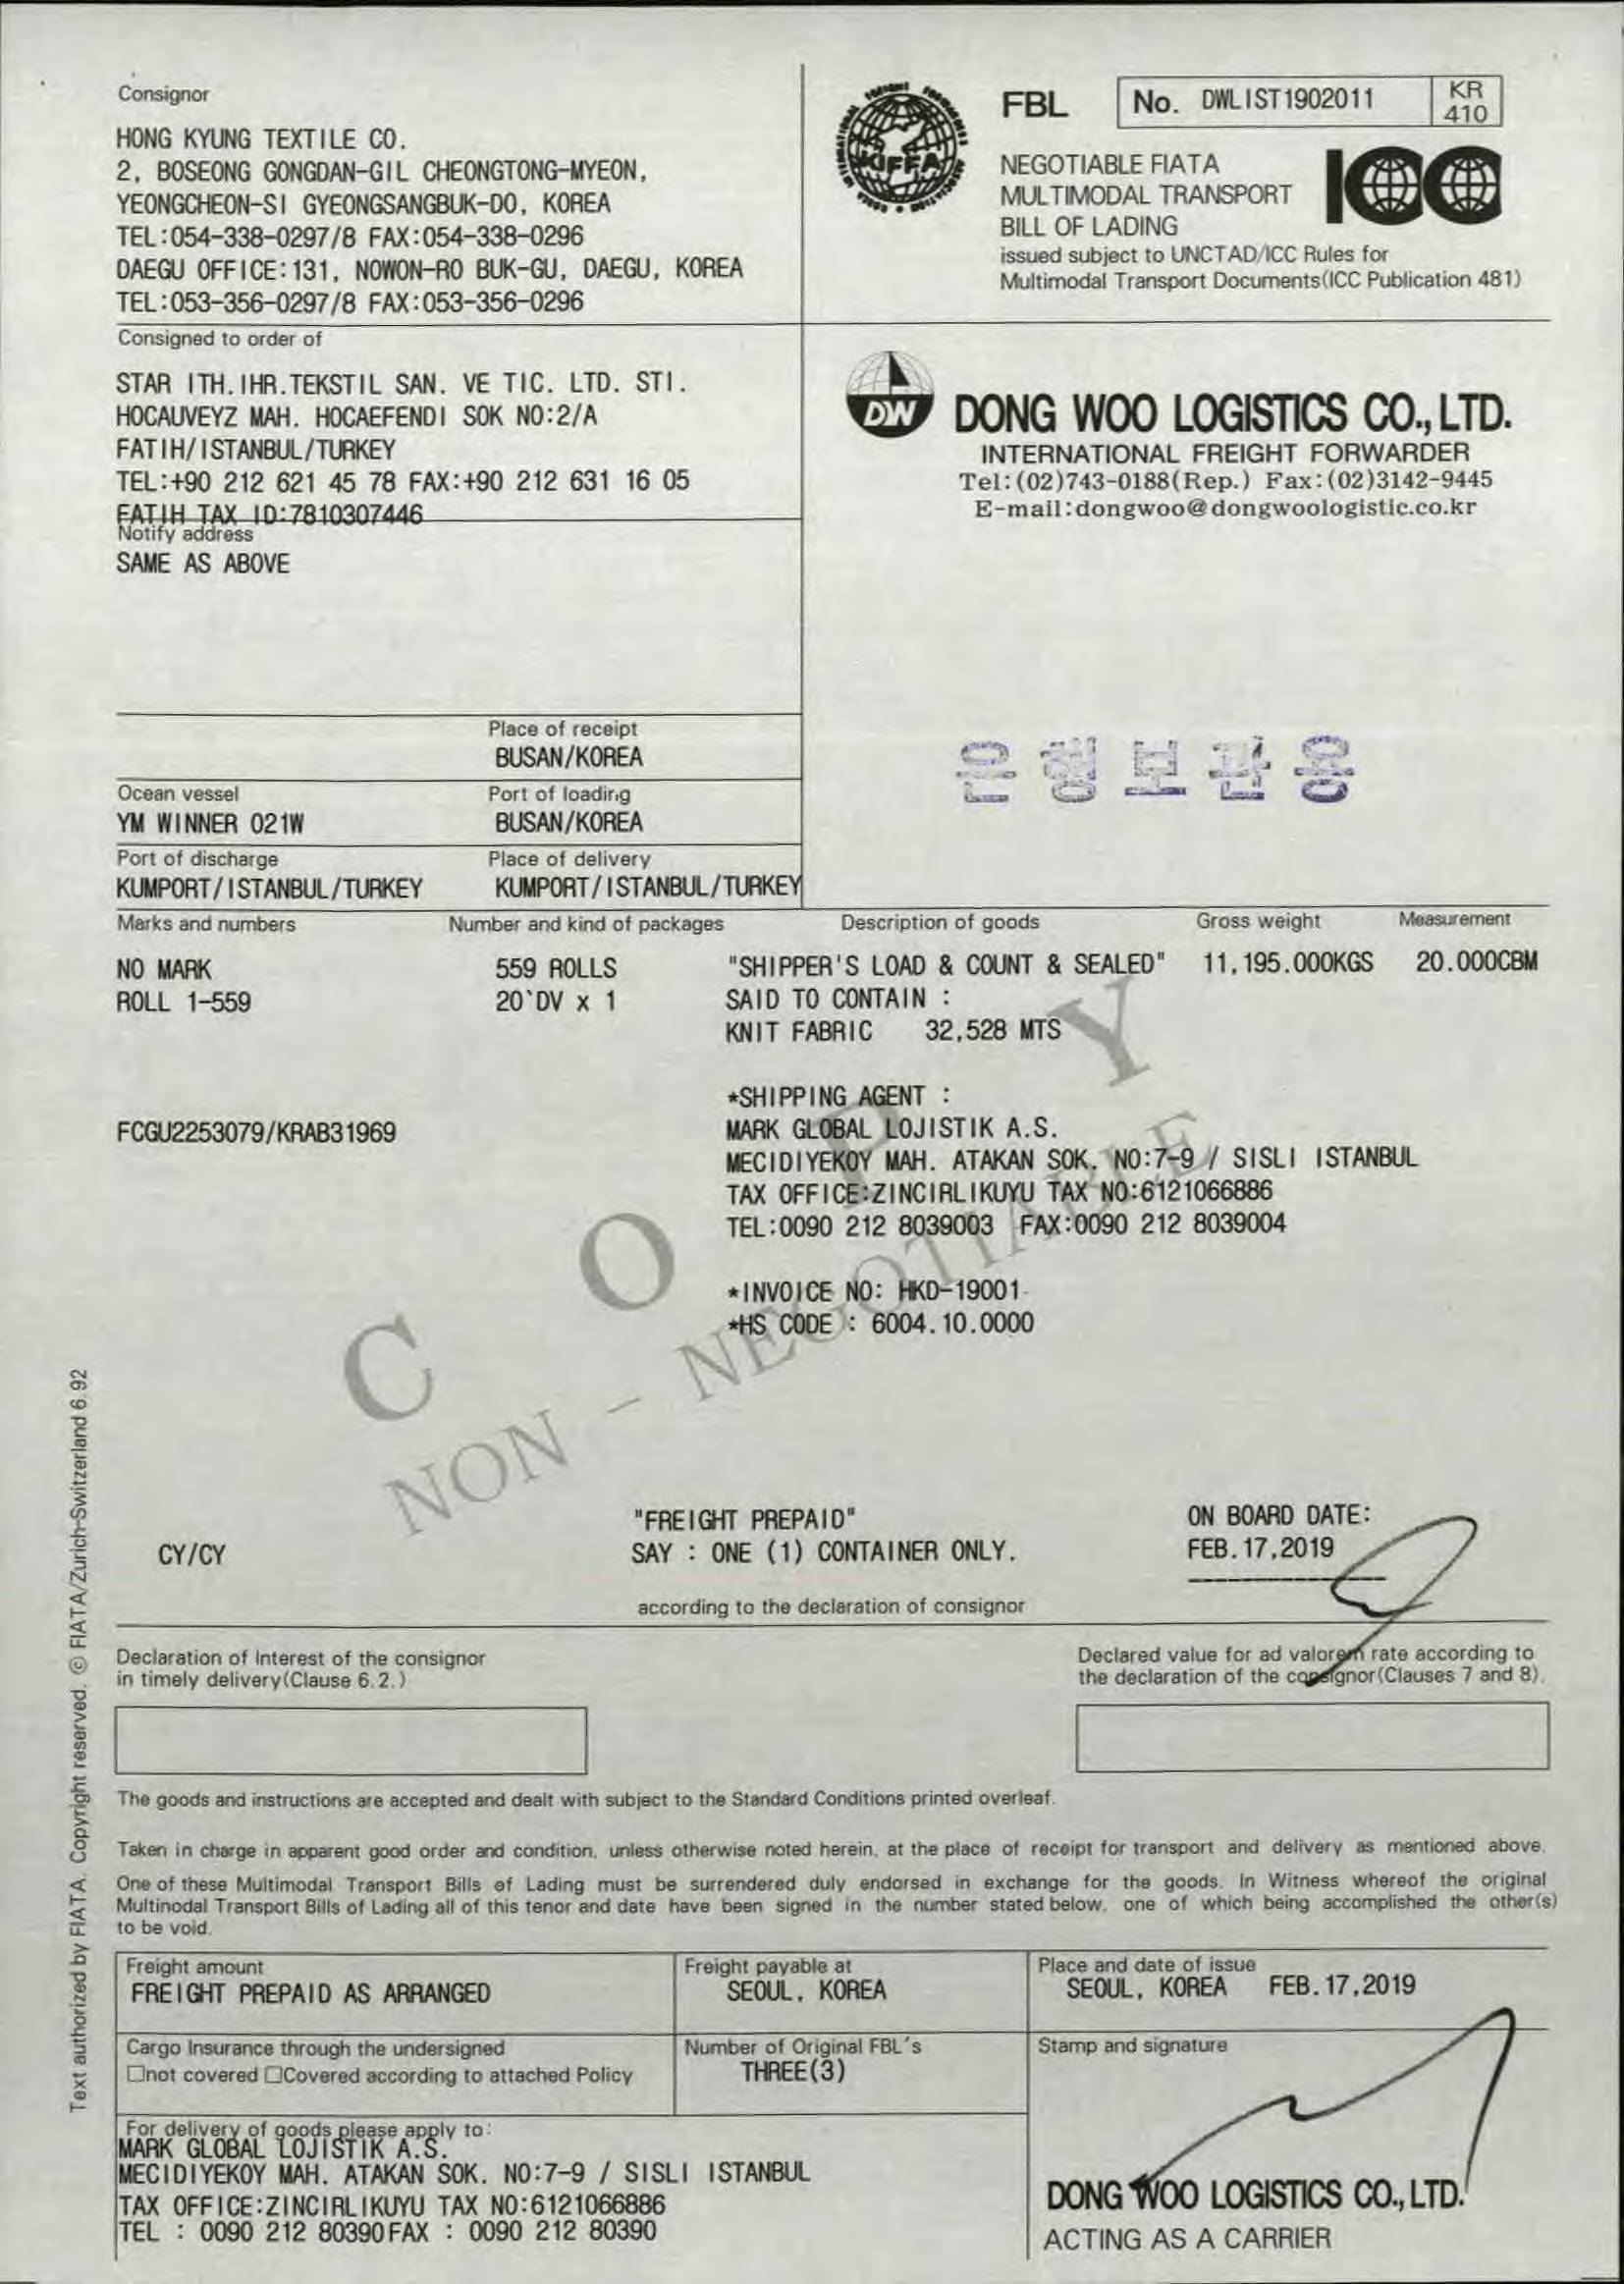 Consignor
HONG KYUNG TEXTILE CO.
2, BOSEONG GONGDAN-GIL CHEONGTONG-MYEON,
YEONGCHEON-SI GYEONGSANGBUK-DO, KOREA
TEL:054-338-0297/8 FAX:054-338-0296
DAEGU OFFICE:131, NOWON-RO BUK-GU, DAEGU, KOREA
TEL:053-356-0297/8 FAX:053-356-0296
KIFFA
FBL
No. DWLIST1902011
KR
410
NEGOTIABLE FIATA
MULTIMODAL TRANSPORT
BILL OF LADING
ICC
issued subject to UNCTAD/ICC Rules for
Multimodal Transport Documents(ICC Publication 481)
Consigned to order of
STAR ITH.IHR.TEKSTIL SAN. VE TIC. LTD. STI.
HOCAUVEYZ MAH. HOCAEFENDI SOK NO:2/A
FATIH/ISTANBUL/TURKEY
TEL:+90 212 621 45 78 FAX:+90 212 631 16 05
FATIH TAX ID:7810307446
DW
DONG WOO LOGISTICS CO., LTD.
INTERNATIONAL FREIGHT FORWARDER
Tel:(02)743-0188(Rep.) Fax:(02)3142-9445
E-mail:dongwoo@dongwoologistic.co.kr
Notify address
SAME AS ABOVE
Place of receipt
BUSAN/KOREA
은행보관용
Ocean vessel Port of loading
YM WINNER 021W BUSAN/KOREA
Port of discharge Place of delivery
KUMPORT/ISTANBUL/TURKEY KUMPORT/ISTANBUL/TURKEY
Marks and numbers Number and kind of packages Description of goods Gross weight Measurement
NO MARK 559 ROLLS "SHIPPER'S LOAD & COUNT & SEALED" 11,195.000KGS 20.000CBM
ROLL 1-559 20`DV x 1 SAID TO CONTAIN :
KNIT FABRIC 32,528 MTS
*SHIPPING AGENT :
FCGU2253079/KRAB31969 MARK GLOBAL LOJISTIK A.S.
MECIDIYEKOY MAH. ATAKAN SOK. NO:7-9 / SISLI ISTANBUL
TAX OFFICE:ZINCIRLIKUYU TAX NO:6121066886
TEL:0090 212 8039003 FAX:0090 212 8039004
*INVOICE NO: HKD-19001
*HS CODE : 6004.10.0000
COPY
NON - NEGOTIABLE
"FREIGHT PREPAID" ON BOARD DATE:
CY/CY SAY : ONE (1) CONTAINER ONLY. FEB.17,2019
according to the declaration of consignor
Declaration of Interest of the consignor
in timely delivery(Clause 6.2.)
Declared value for ad valorem rate according to
the declaration of the consignor(Clauses 7 and 8).
The goods and instructions are accepted and dealt with subject to the Standard Conditions printed overleaf.
Taken in charge in apparent good order and condition, unless otherwise noted herein, at the place of receipt for transport and delivery as mentioned above.
One of these Multimodal Transport Bills of Lading must be surrendered duly endorsed in exchange for the goods. In Witness whereof the original
Multinodal Transport Bills of Lading all of this tenor and date have been signed in the number stated below, one of which being accomplished the other(s)
to be void.
Freight amount
FREIGHT PREPAID AS ARRANGED
Freight payable at
SEOUL, KOREA
Place and date of issue
SEOUL, KOREA FEB.17,2019
Cargo Insurance through the undersigned
□not covered □Covered according to attached Policy
Number of Original FBL's
THREE(3)
Stamp and signature
For delivery of goods please apply to:
MARK GLOBAL LOJISTIK A.S.
MECIDIYEKOY MAH. ATAKAN SOK. NO:7-9 / SISLI ISTANBUL
TAX OFFICE:ZINCIRLIKUYU TAX NO:6121066886
TEL : 0090 212 80390FAX : 0090 212 80390
DONG WOO LOGISTICS CO., LTD.
ACTING AS A CARRIER
Text authorized by FIATA. Copyright reserved. © FIATA/Zurich-Switzerland 6.92